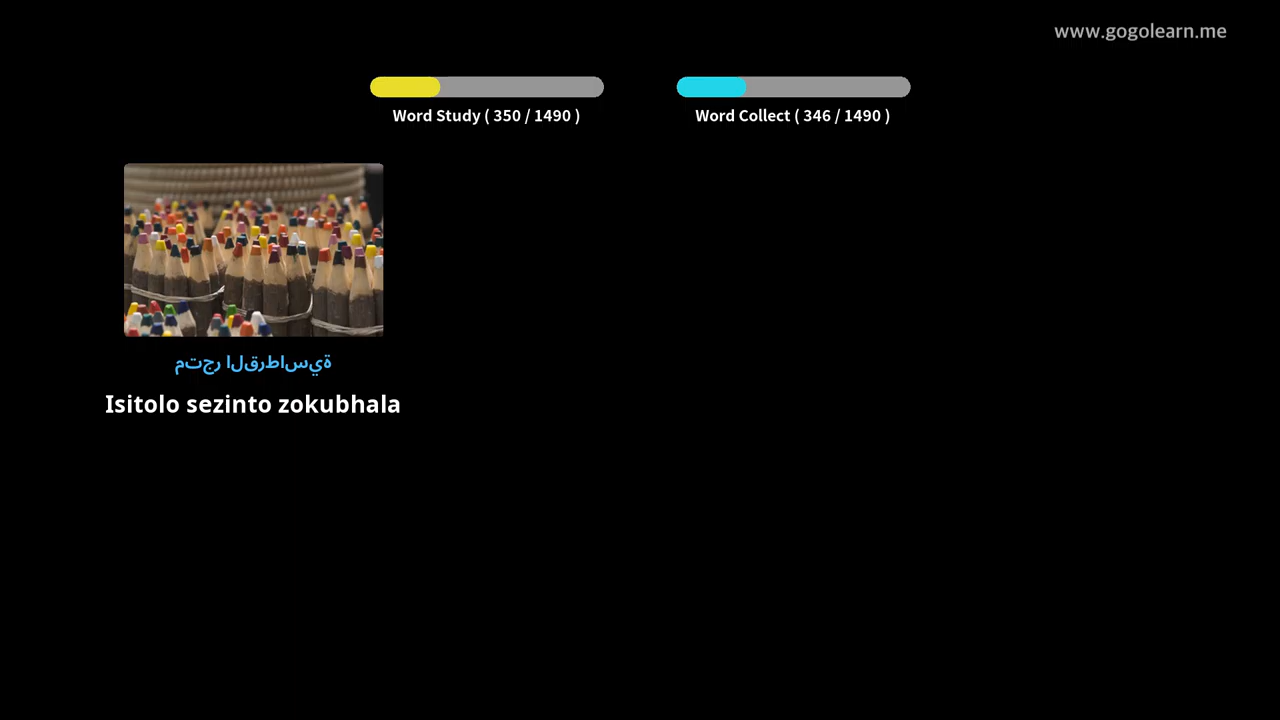 www.gogolearn.me
Word Study ( 350 / 1490 )
Word Collect ( 346 / 1490 )
متجر القرطاسية
Isitolo sezinto zokubhala